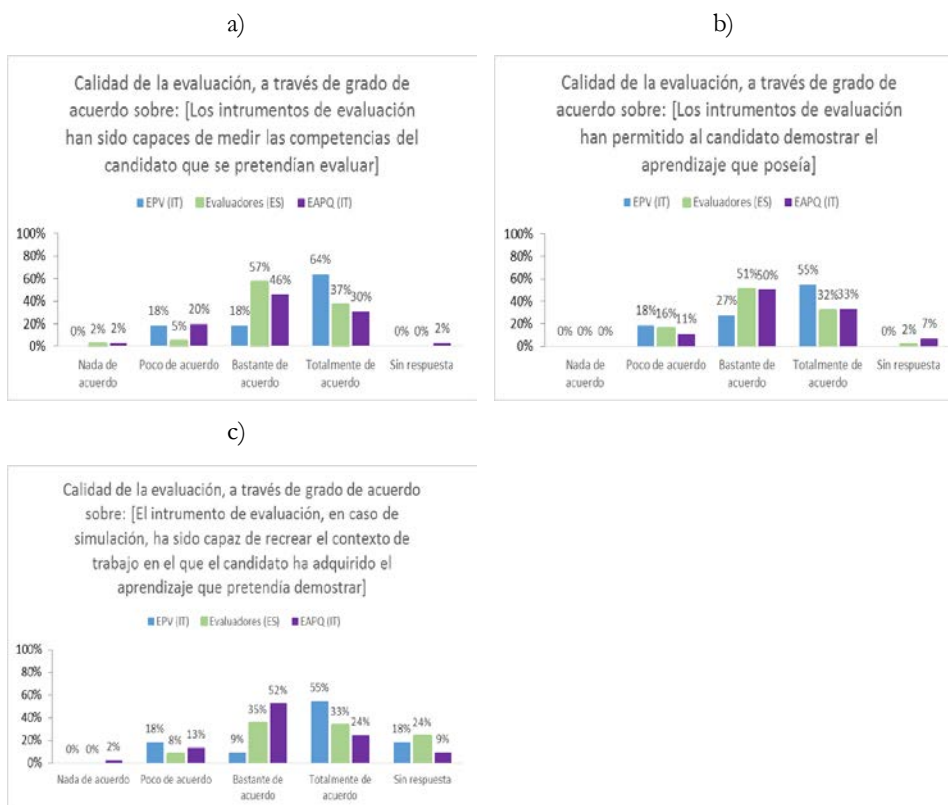 a)
Calidad de la evaluación, a través de grado de
acuerdo sobre: [Los intrumentos de evaluación
han sido capaces de medir las competencias del
candidato que se pretendían evaluar]
EPV (IT) Evaluadores (ES) EAPQ (IT)
100%
80%
60%
40%
20%
0%
0% 2% 2%
18% 5% 20%
18% 57% 46%
64% 37% 30%
0% 0% 2%
Nada de acuerdo
Poco de acuerdo
Bastante de acuerdo
Totalmente de acuerdo
Sin respuesta
b)
Calidad de la evaluación, a través de grado de
acuerdo sobre: [Los intrumentos de evaluación
han permitido al candidato demostrar el
aprendizaje que poseía]
EPV (IT) Evaluadores (ES) EAPQ (IT)
100%
80%
60%
40%
20%
0%
0% 0% 0%
18% 16% 11%
27% 51% 50%
55% 32% 33%
0% 2% 7%
Nada de acuerdo
Poco de acuerdo
Bastante de acuerdo
Totalmente de acuerdo
Sin respuesta
c)
Calidad de la evaluación, a través de grado de acuerdo
sobre: [El intrumento de evaluación, en caso de
simulación, ha sido capaz de recrear el contexto de
trabajo en el que el candidato ha adquirido el
aprendizaje que pretendía demostrar]
EPV (IT) Evaluadores (ES) EAPQ (IT)
100%
80%
60%
40%
20%
0%
0% 0% 2%
18% 8% 13%
9% 35% 52%
55% 33% 24%
18% 24% 9%
Nada de acuerdo
Poco de acuerdo
Bastante de acuerdo
Totalmente de acuerdo
Sin respuesta